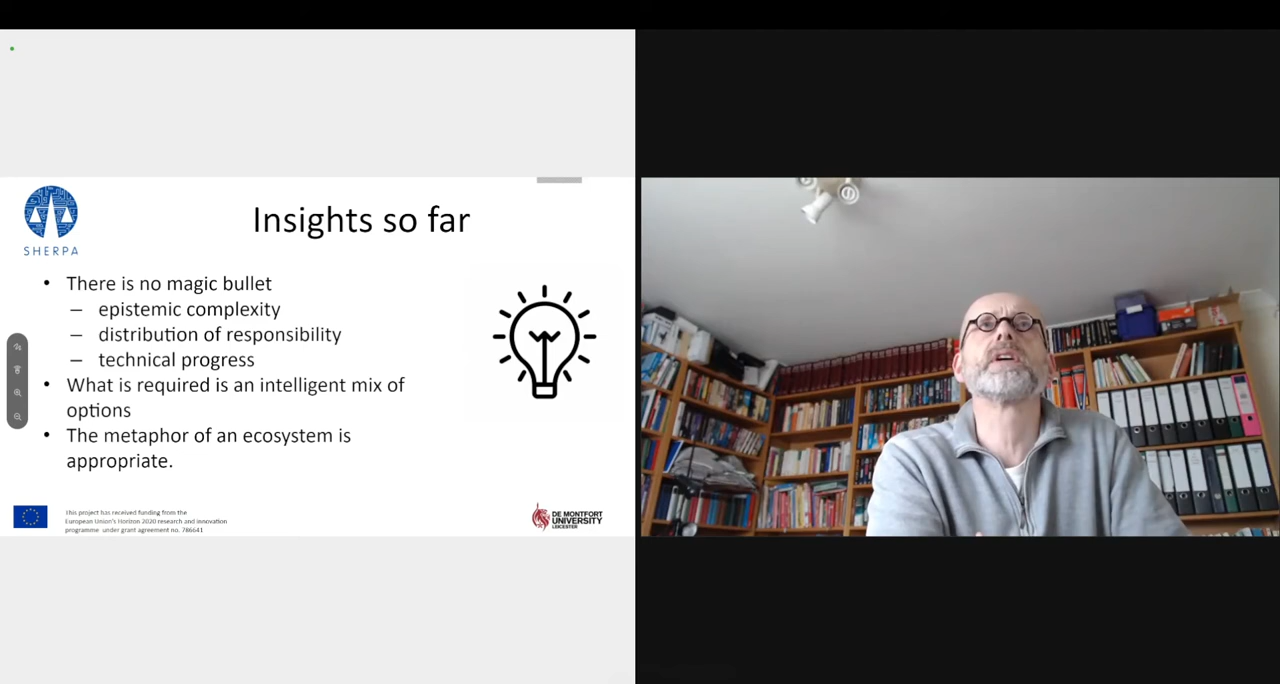 SHERPA
Insights so far
• There is no magic bullet
– epistemic complexity
– distribution of responsibility
– technical progress
• What is required is an intelligent mix of
options
• The metaphor of an ecosystem is
appropriate.
This project has received funding from the
European Union's Horizon 2020 research and innovation
programme under grant agreement no. 786641
DE MONTFORT
UNIVERSITY
LEICESTER